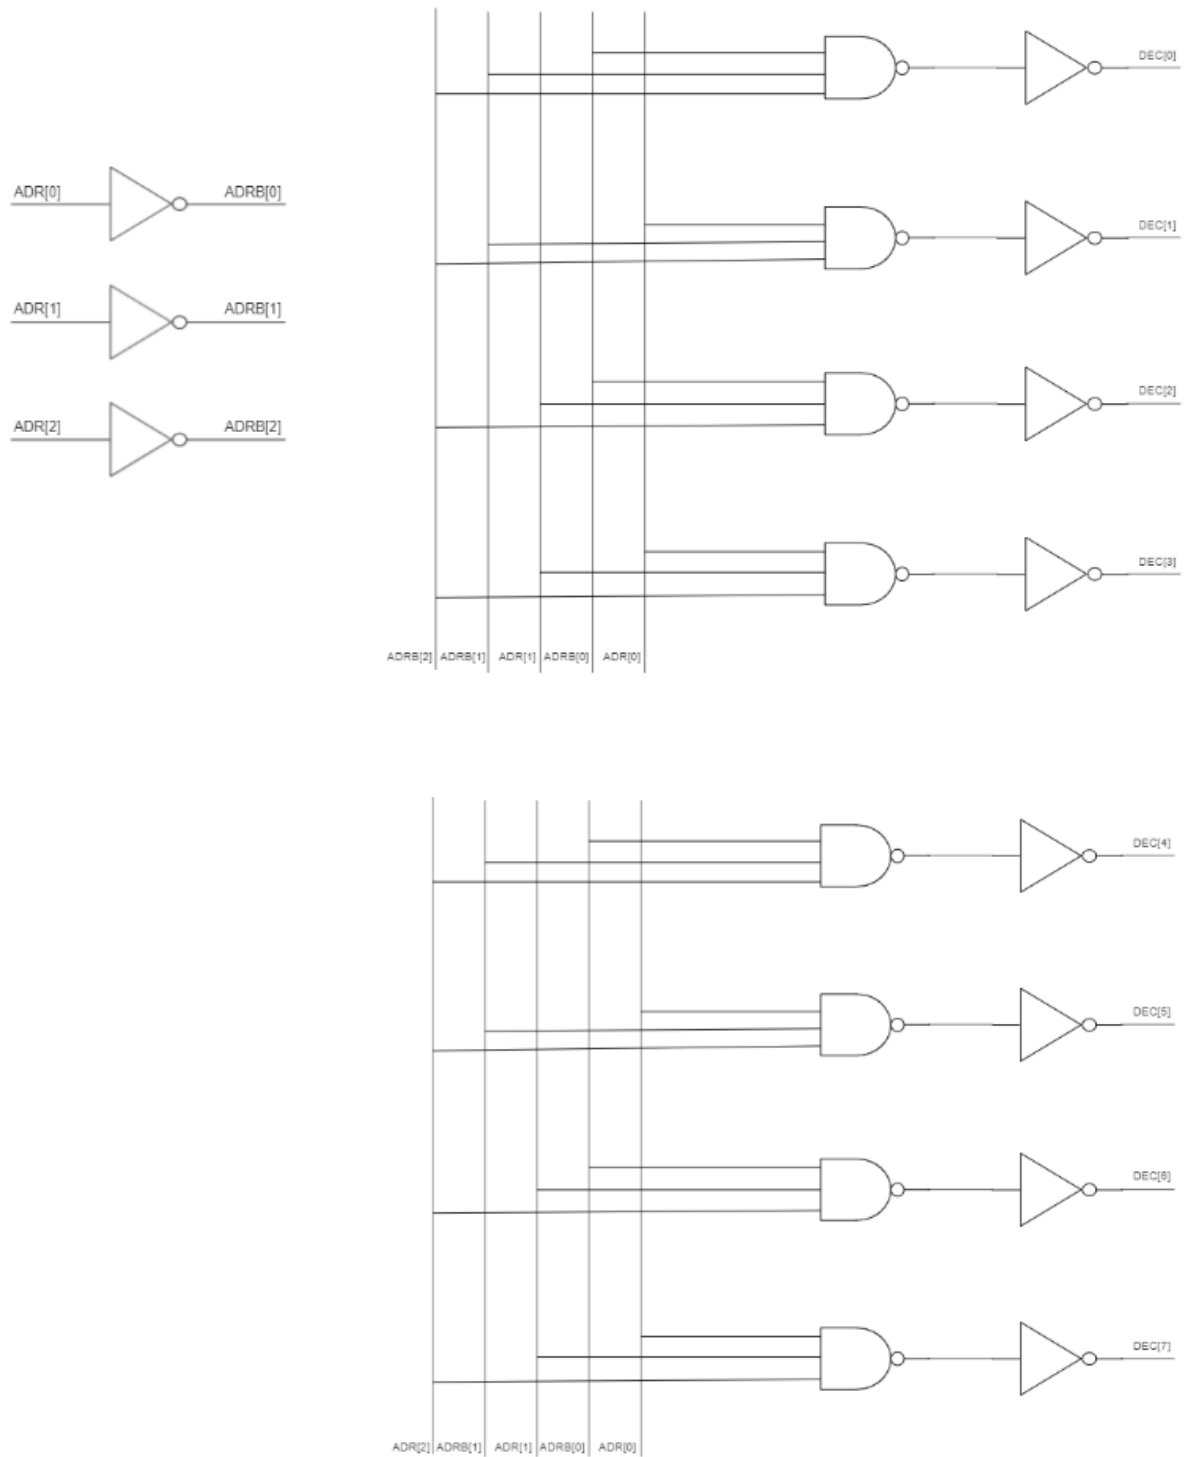 DEC[0]
ADR[0] ADRB[0]
DEC[1]
ADR[1] ADRB[1]
DEC[2]
ADR[2] ADRB[2]
DEC[3]
ADRB[2] ADRB[1] ADR[1] ADRB[0] ADR[0]
DEC[4]
DEC[5]
DEC[6]
DEC[7]
ADR[2] ADRB[1] ADR[1] ADRB[0] ADR[0]